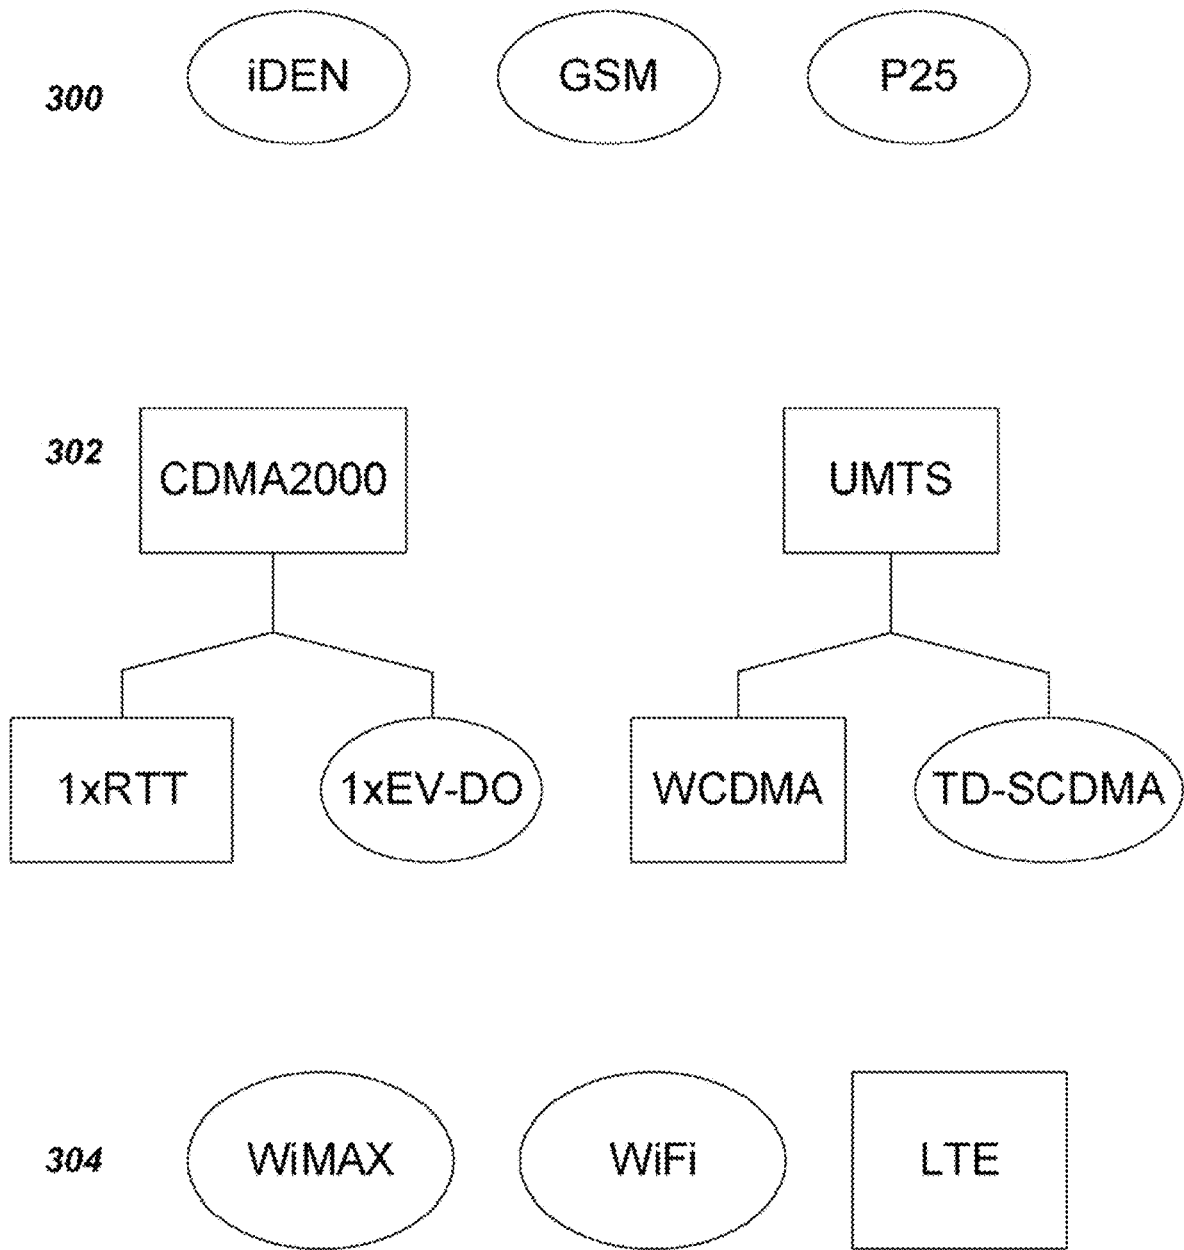 300
iDEN
GSM
P25
302
CDMA2000
UMTS
1xRTT
1xEV-DO
WCDMA
TD-SCDMA
304
WiMAX
WiFi
LTE